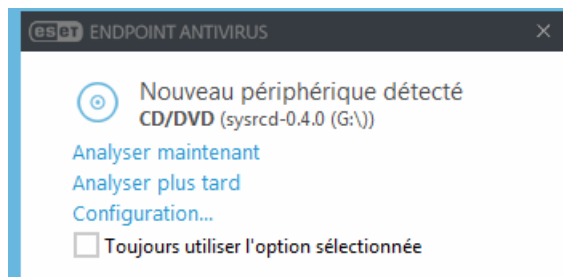 eset ENDPOINT ANTIVIRUS
Nouveau périphérique détecté
CD/DVD (sysrcd-0.4.0 (G:\))
Analyser maintenant
Analyser plus tard
Configuration...
Toujours utiliser l'option sélectionnée